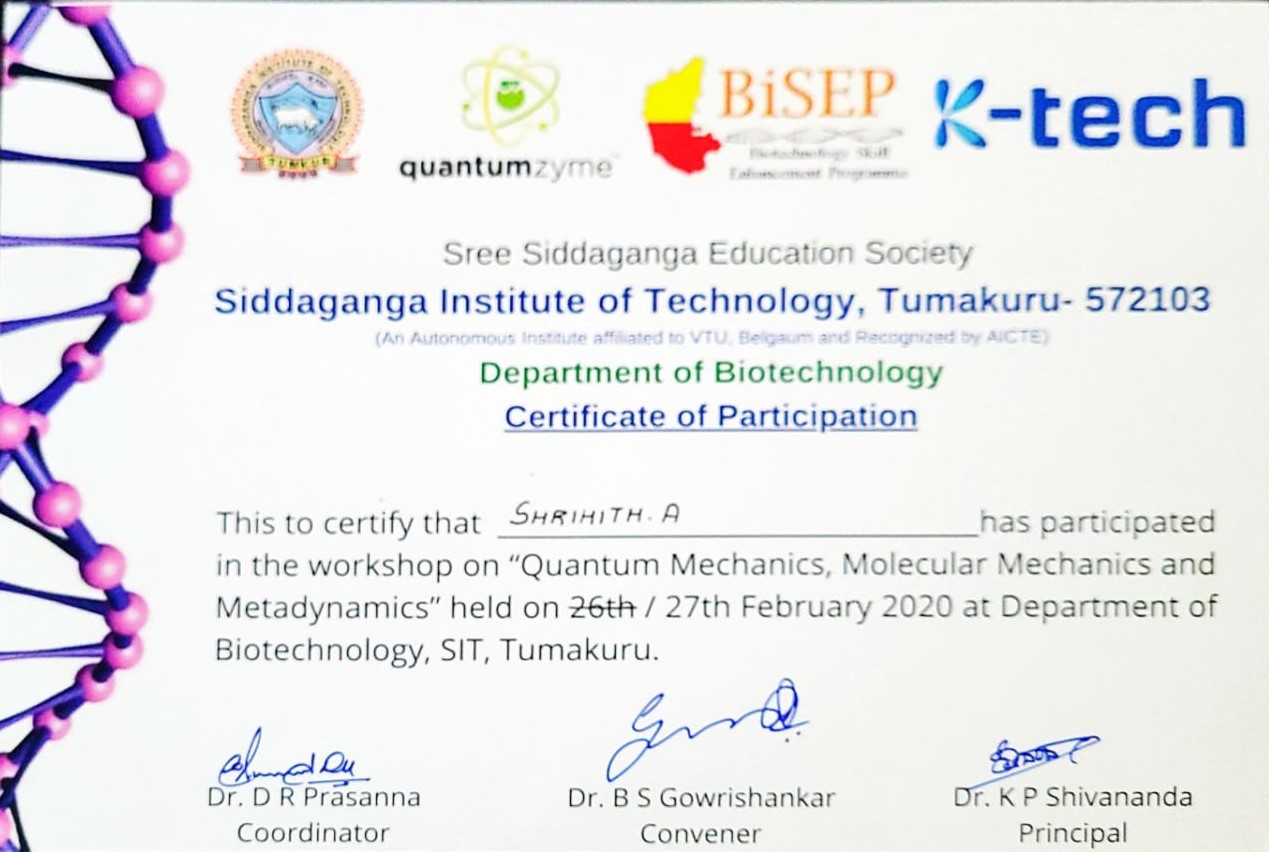 TUMKUR
quantumzyme
BiSEP
Biotechnology Skill
Enhancement Programme
K-tech
Sree Siddaganga Education Society
Siddaganga Institute of Technology, Tumakuru- 572103
(An Autonomous Institute affiliated to VTU, Belgaum and Recognized by AICTE)
Department of Biotechnology
Certificate of Participation
This to certify that SHRIHITH. A has participated
in the workshop on “Quantum Mechanics, Molecular Mechanics and
Metadynamics” held on 26th / 27th February 2020 at Department of
Biotechnology, SIT, Tumakuru.
Dr. D R Prasanna
Coordinator
Dr. B S Gowrishankar
Convener
Dr. K P Shivananda
Principal